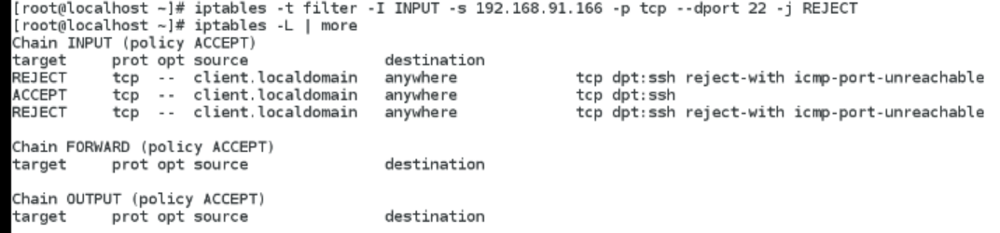 [root@localhost ~]# iptables -t filter -I INPUT -s 192.168.91.166 -p tcp --dport 22 -j REJECT
[root@localhost ~]# iptables -L | more
Chain INPUT (policy ACCEPT)
target     prot opt source               destination
REJECT     tcp  --  client.localdomain   anywhere             tcp dpt:ssh reject-with icmp-port-unreachable
ACCEPT     tcp  --  client.localdomain   anywhere             tcp dpt:ssh
REJECT     tcp  --  client.localdomain   anywhere             tcp dpt:ssh reject-with icmp-port-unreachable
Chain FORWARD (policy ACCEPT)
target     prot opt source               destination
Chain OUTPUT (policy ACCEPT)
target     prot opt source               destination